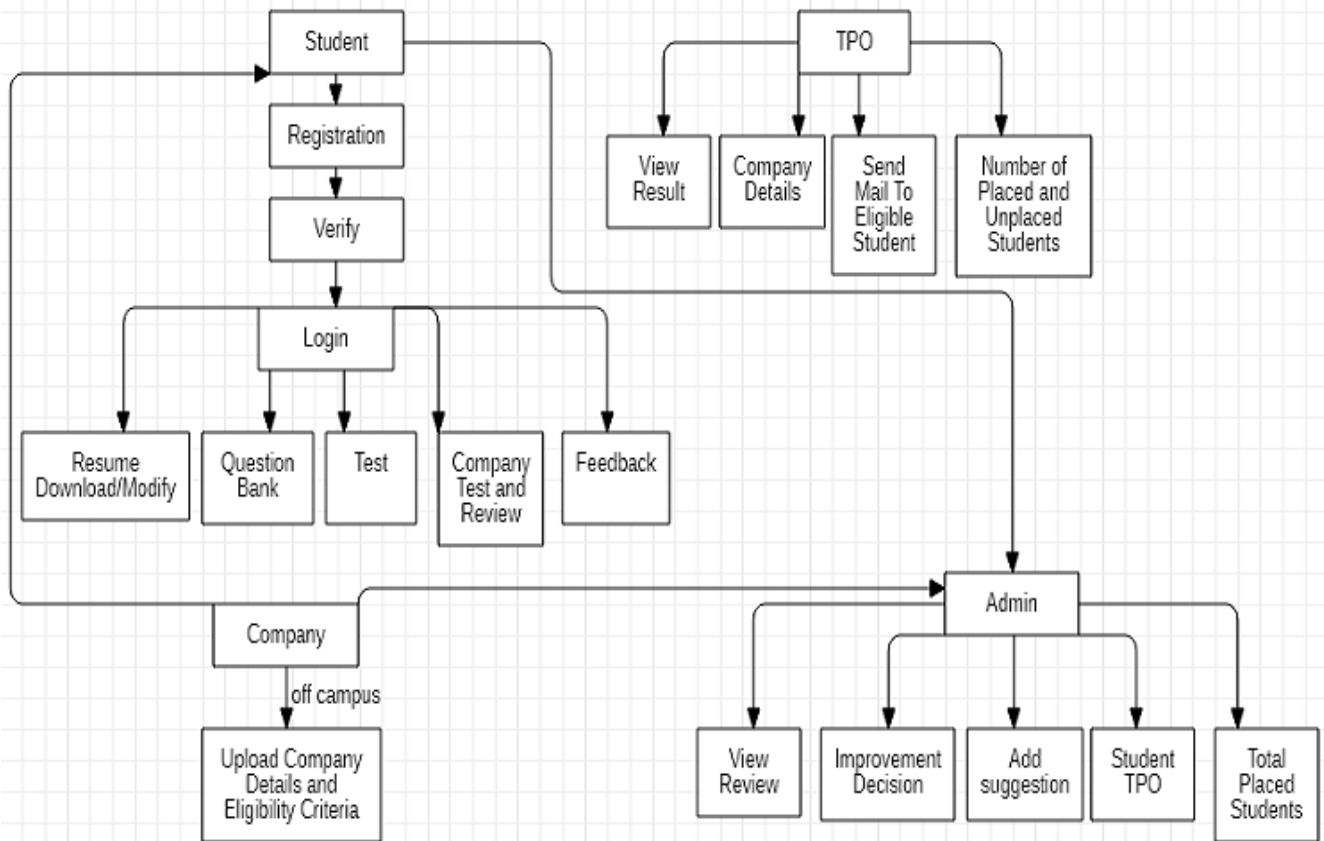 Student
TPO
Registration
View
Result
Company
Details
Send
Mail To
Eligible
Student
Number of
Placed and
Unplaced
Students
Verify
Login
Resume
Download/Modify
Question
Bank
Test
Company
Test and
Review
Feedback
Admin
Company
off campus
Upload Company
Details and
Eligibility Criteria
View
Review
Improvement
Decision
Add
suggestion
Student
TPO
Total
Placed
Students